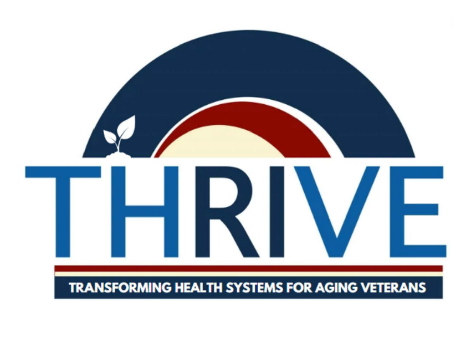 THRIVE
TRANSFORMING HEALTH SYSTEMS FOR AGING VETERANS